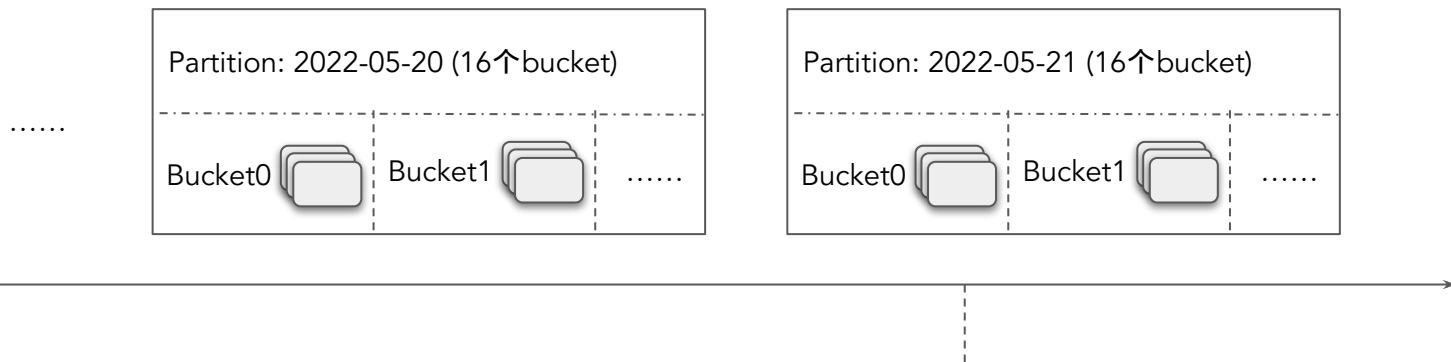 Partition: 2022-05-20 (16个bucket)
Partition: 2022-05-21 (16个bucket)
……
Bucket0
Bucket1
……
Bucket0
Bucket1
……